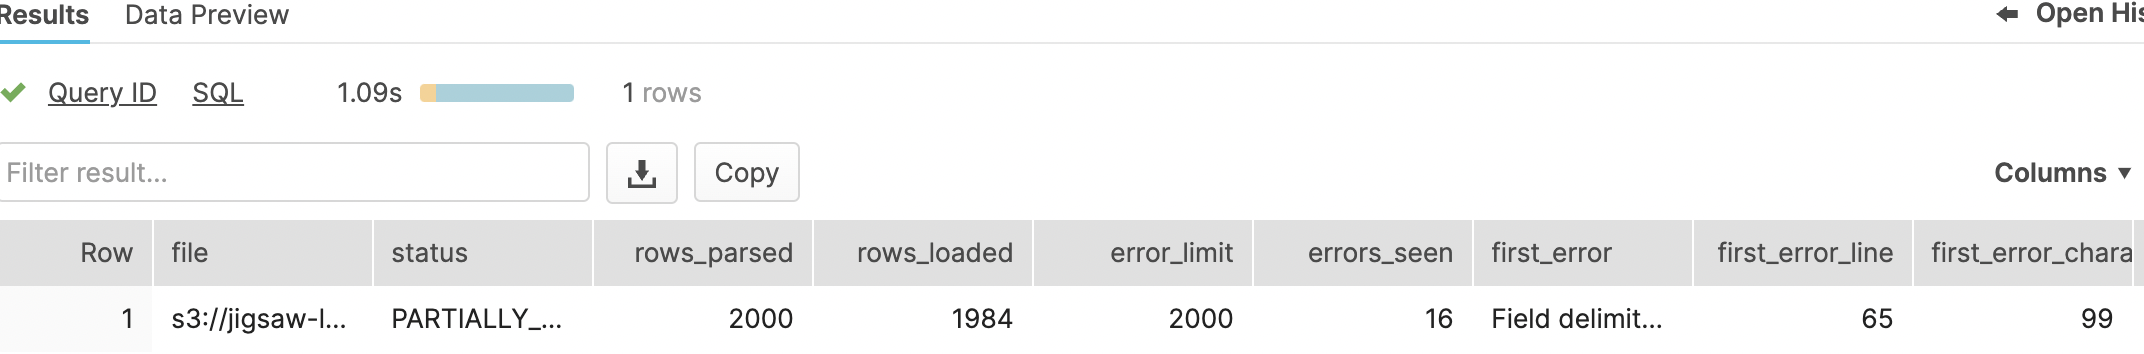 Results Data Preview Open His
Query ID SQL 1.09s 1 rows
Filter result... Copy Columns
Row file status rows_parsed rows_loaded error_limit errors_seen first_error first_error_line first_error_chara
1 s3://jigsaw-l... PARTIALLY_... 2000 1984 2000 16 Field delimit... 65 99